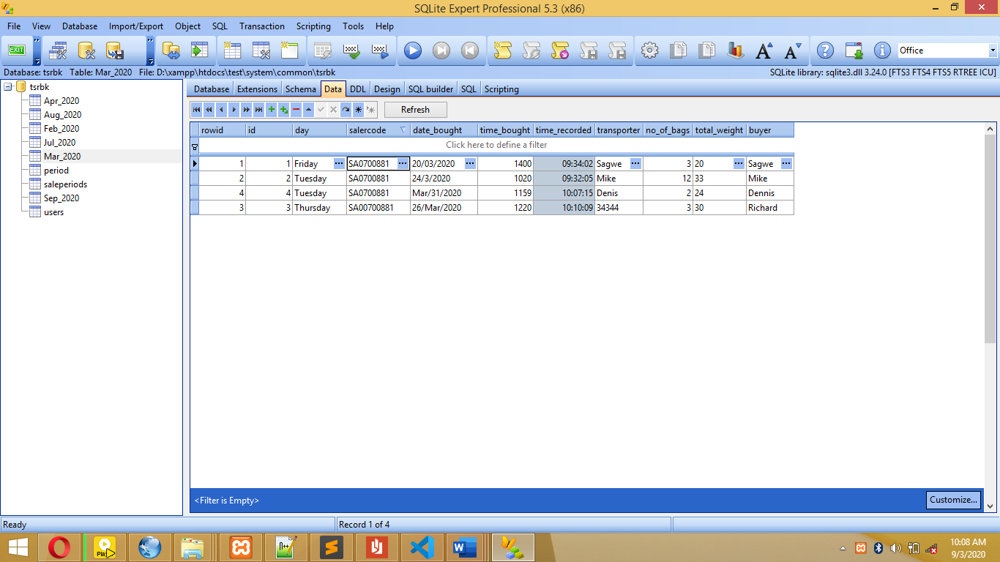 SQLite Expert Professional 5.3 (x86)
File View Database Import/Export Object SQL Transaction Scripting Tools Help
EXIT Office
Database: tsrbk Table: Mar_2020 File: D:\xampp\htdocs\test\system\common\tsrbk SQLite library: sqlite3.dll 3.24.0 [FTS3 FTS4 FTS5 RTREE ICU]
tsrbk
Apr_2020
Aug_2020
Feb_2020
Jul_2020
Mar_2020
period
saleperiods
Sep_2020
users
Database Extensions Schema Data DDL Design SQL builder SQL Scripting
Refresh
rowid id day salercode date_bought time_bought time_recorded transporter no_of_bags total_weight buyer
Click here to define a filter
1 1 Friday SA0700881 20/03/2020 1400 09:34:02 Sagwe 3 20 Sagwe
2 2 Tuesday SA0700881 24/3/2020 1020 09:32:05 Mike 12 33 Mike
4 4 Tuesday SA0700881 Mar/31/2020 1159 10:07:15 Denis 2 24 Dennis
3 3 Thursday SA00700881 26/Mar/2020 1220 10:10:09 34344 3 30 Richard
<Filter is Empty> Customize...
Ready Record 1 of 4
10:08 AM
9/3/2020